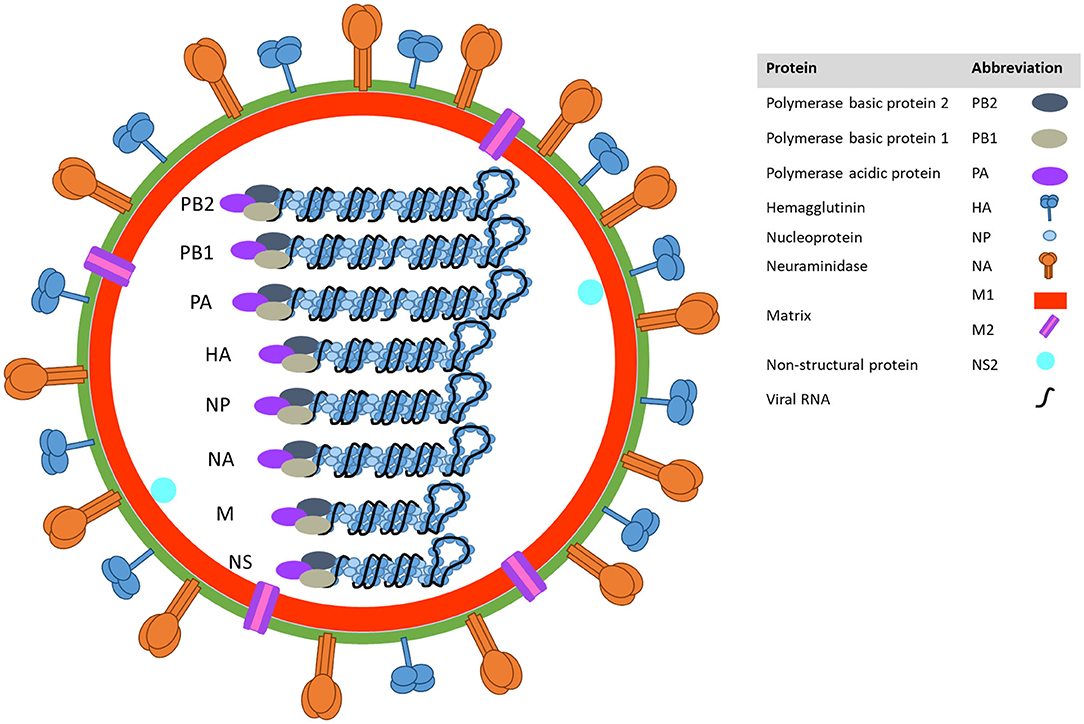 PB2
PB1
PA
HA
NP
NA
M
NS
Protein Abbreviation
Polymerase basic protein 2 PB2
Polymerase basic protein 1 PB1
Polymerase acidic protein PA
Hemagglutinin HA
Nucleoprotein NP
Neuraminidase NA
M1
Matrix
M2
Non-structural protein NS2
Viral RNA